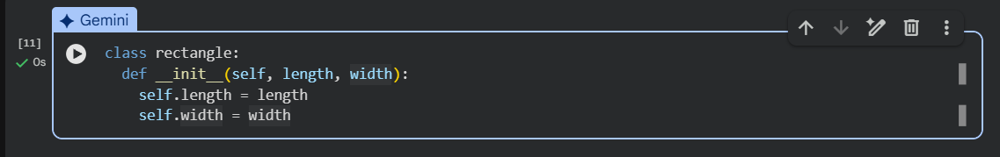 Gemini
[11]
0s
class rectangle:
  def __init__(self, length, width):
    self.length = length
    self.width = width